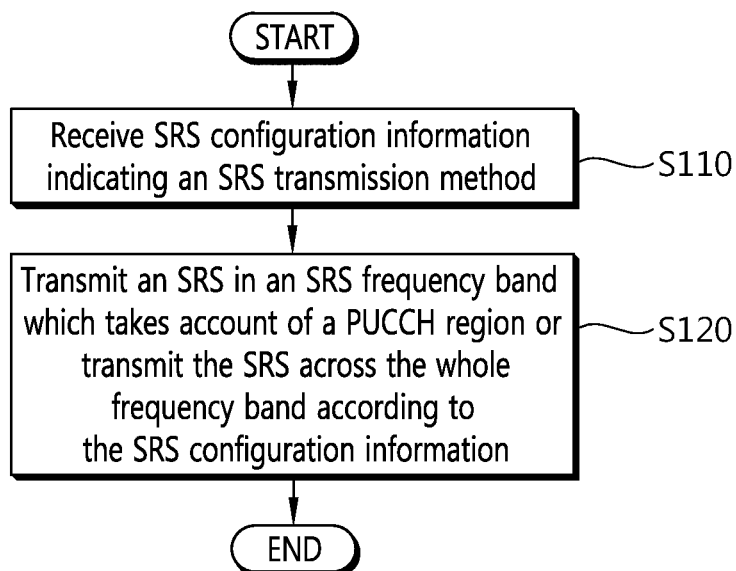 START
Receive SRS configuration information
indicating an SRS transmission method
S110
Transmit an SRS in an SRS frequency band
which takes account of a PUCCH region or
transmit the SRS across the whole
frequency band according to
the SRS configuration information
S120
END